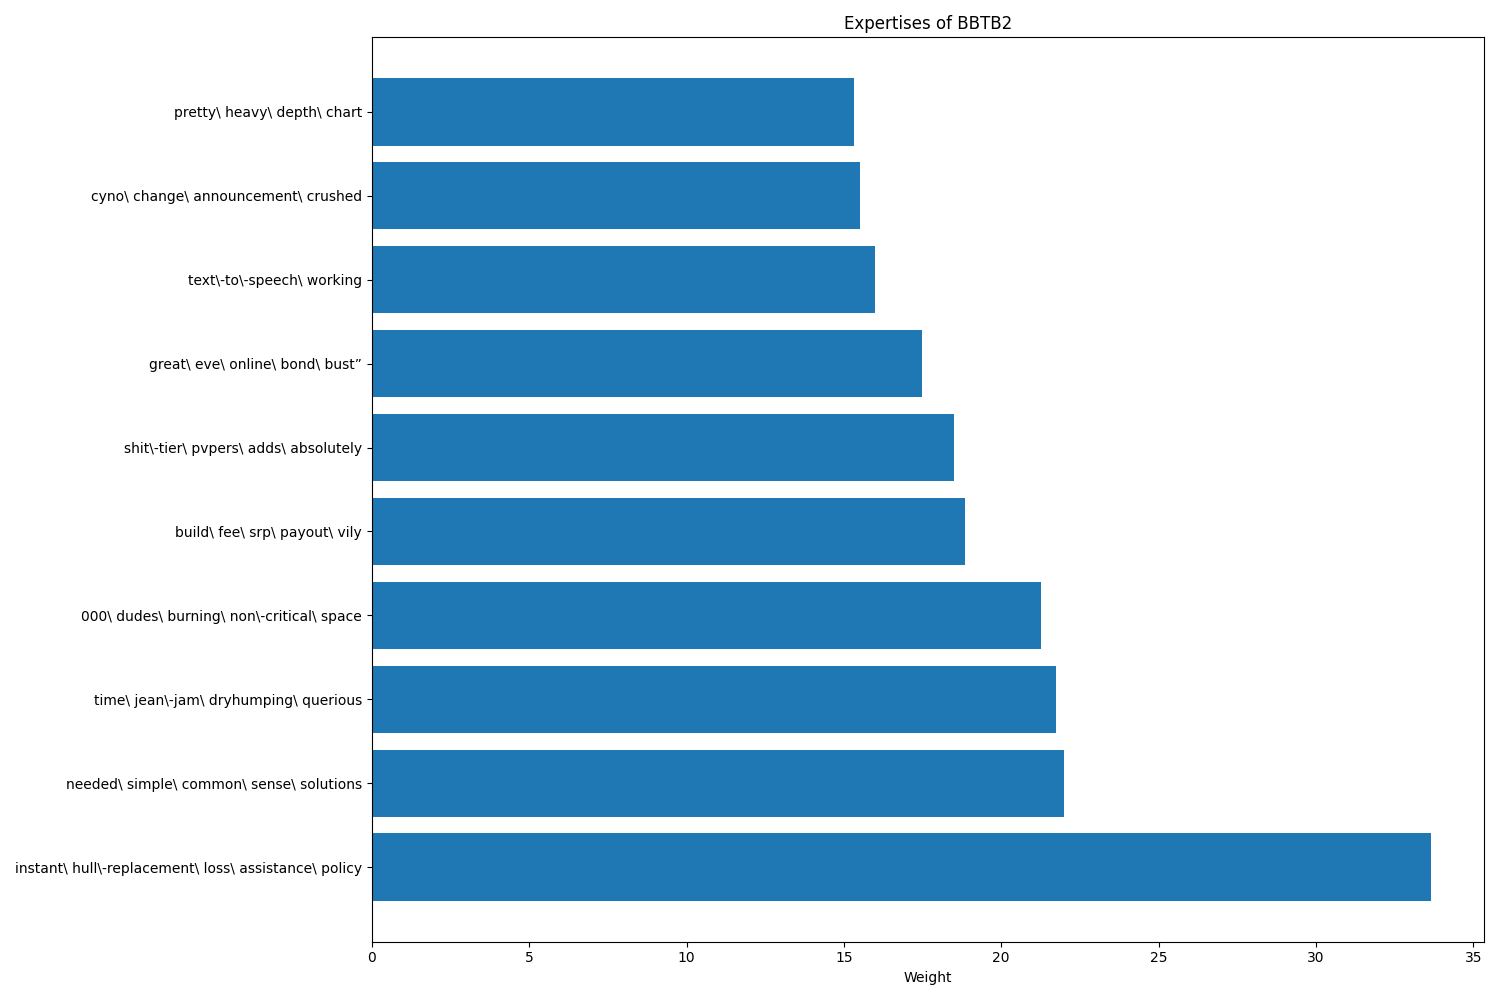 Expertises of BBTB2
pretty\ heavy\ depth\ chart
cyno\ change\ announcement\ crushed
text\-to\-speech\ working
great\ eve\ online\ bond\ bust”
shit\-tier\ pvpers\ adds\ absolutely
build\ fee\ srp\ payout\ vily
000\ dudes\ burning\ non\-critical\ space
time\ jean\-jam\ dryhumping\ querious
needed\ simple\ common\ sense\ solutions
instant\ hull\-replacement\ loss\ assistance\ policy
0 5 10 15 20 25 30 35
Weight